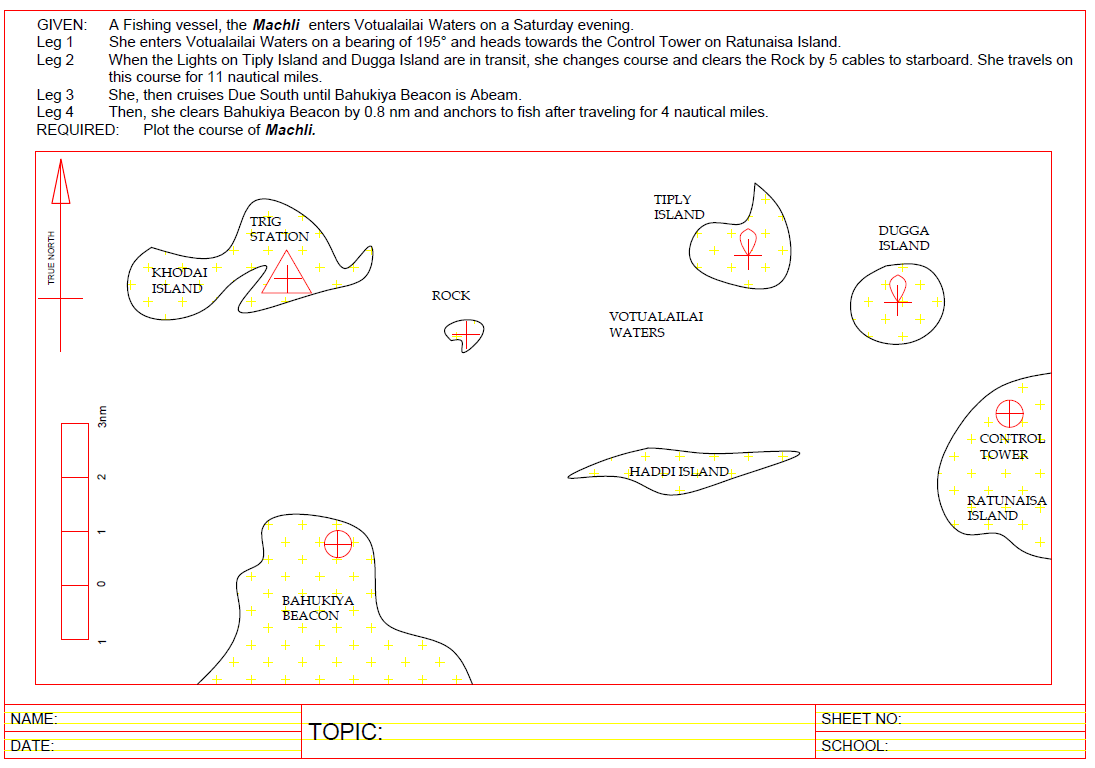 GIVEN: A Fishing vessel, the Machli enters Votualailai Waters on a Saturday evening.
Leg 1 She enters Votualailai Waters on a bearing of 195° and heads towards the Control Tower on Ratunaisa Island.
Leg 2 When the Lights on Tiply Island and Dugga Island are in transit, she changes course and clears the Rock by 5 cables to starboard. She travels on
this course for 11 nautical miles.
Leg 3 She, then cruises Due South until Bahukiya Beacon is Abeam.
Leg 4 Then, she clears Bahukiya Beacon by 0.8 nm and anchors to fish after traveling for 4 nautical miles.
REQUIRED: Plot the course of Machli.
TRUE NORTH
TRIG
STATION
KHODAI
ISLAND
ROCK
TIPLY
ISLAND
DUGGA
ISLAND
VOTUALAILAI
WATERS
3nm
2
1
0
1
CONTROL
TOWER
HADDI ISLAND
RATUNAISA
ISLAND
BAHUKIYA
BEACON
NAME:
DATE:
TOPIC:
SHEET NO:
SCHOOL: